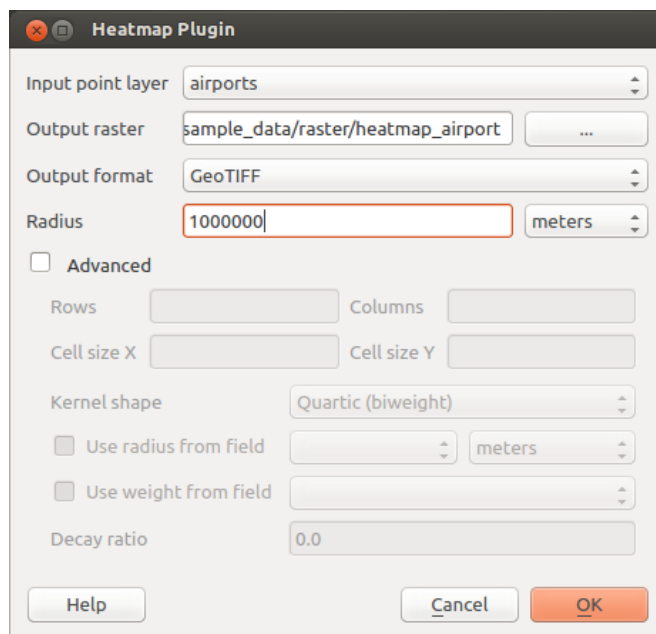 Heatmap Plugin
Input point layer airports
Output raster sample_data/raster/heatmap_airport ...
Output format GeoTIFF
Radius 1000000 meters
Advanced
Rows Columns
Cell size X Cell size Y
Kernel shape Quartic (biweight)
Use radius from field meters
Use weight from field
Decay ratio 0.0
Help Cancel OK